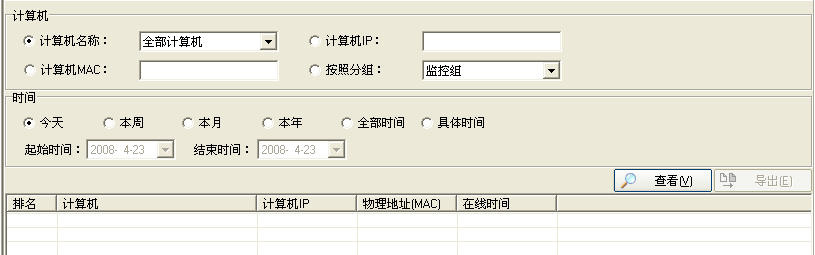 计算机
计算机名称： 全部计算机 计算机IP：
计算机MAC： 按照分组： 监控组
时间
今天 本周 本月 本年 全部时间 具体时间
起始时间： 2008- 4-23 结束时间： 2008- 4-23
查看(V) 导出(E)
排名 计算机 计算机IP 物理地址(MAC) 在线时间